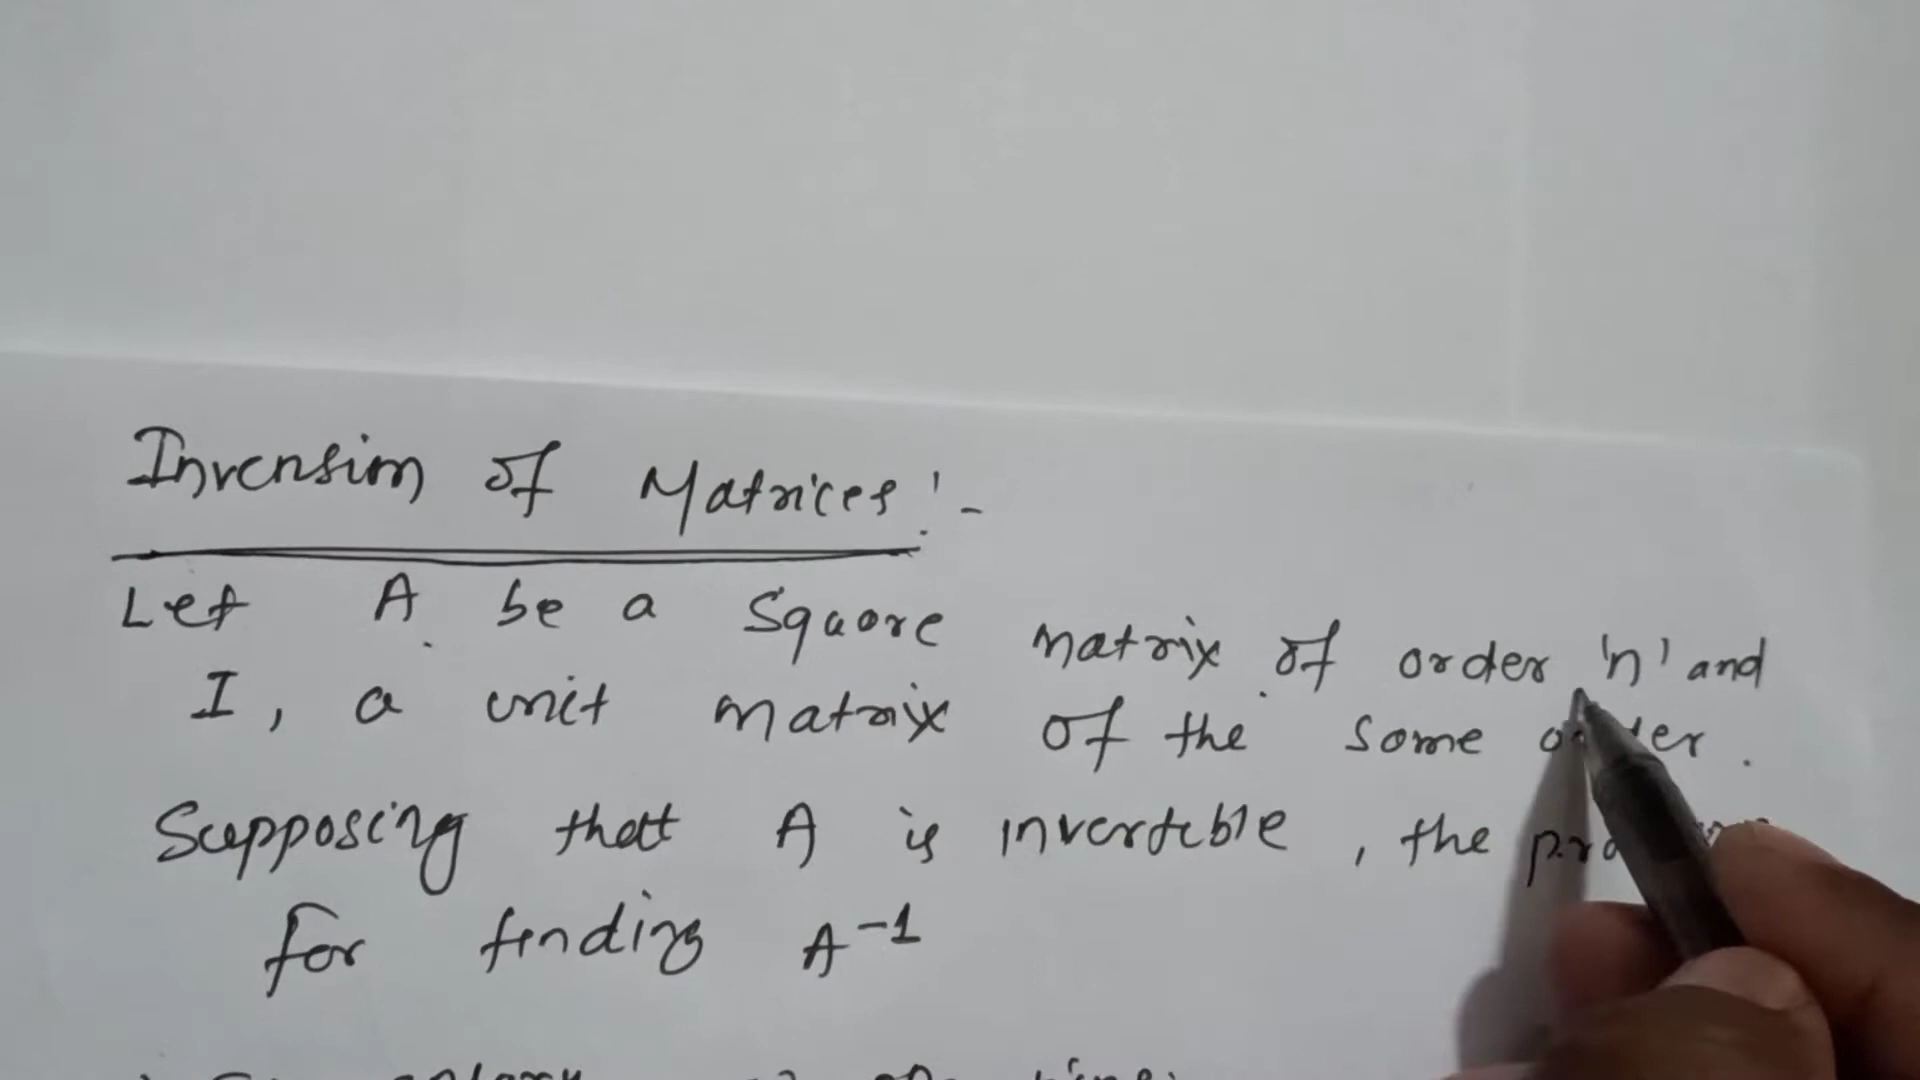 Inversion of Matrices :-
Let A be a square matrix of order 'n' and
I, a unit matrix of the same order.
Supposing that A is invertible, the
for finding A⁻¹